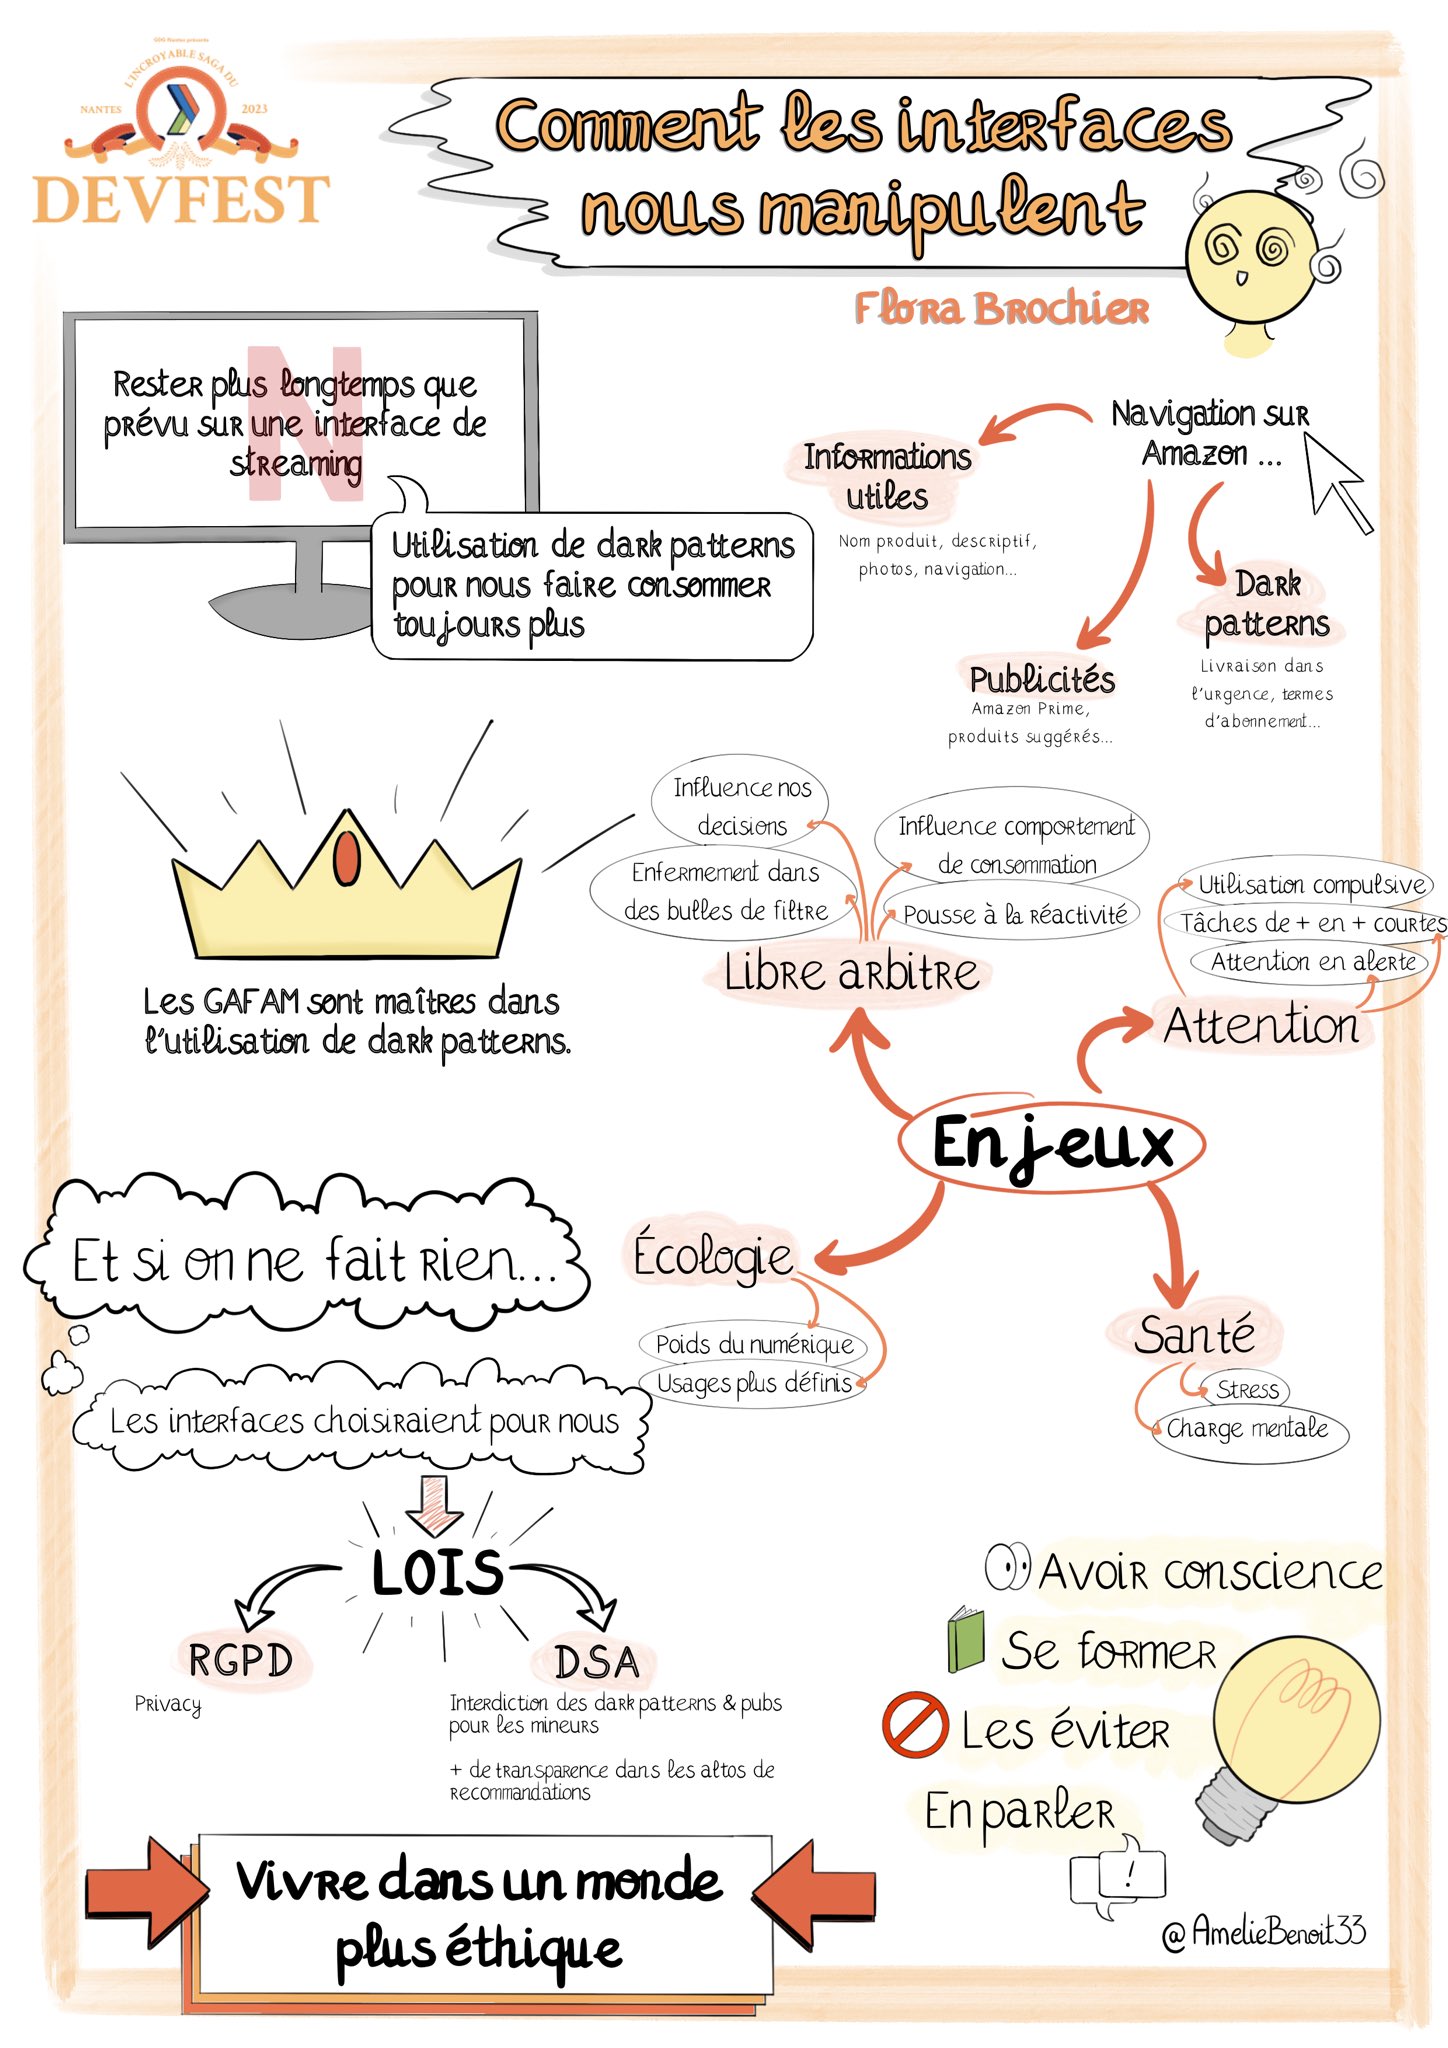 GDG Nantes présente
L'INCROYABLE SAGA DU
NANTES 2023
DEVFEST
Comment les interfaces
nous manipulent
Flora Brochier
N
Rester plus longtemps que
prévu sur une interface de
streaming
Utilisation de dark patterns
pour nous faire consommer
toujours plus
Navigation sur
Amazon ...
Informations
utiles
Nom produit, descriptif,
photos, navigation...
Dark
patterns
Livraison dans
l'urgence, termes
d'abonnement...
Publicités
Amazon Prime,
produits suggérés...
Les GAFAM sont maîtres dans
l'utilisation de dark patterns.
Influence nos
decisions
Enfermement dans
des bulles de filtre
Influence comportement
de consommation
Pousse à la réactivité
Libre arbitre
Utilisation compulsive
Tâches de + en + courtes
Attention en alerte
Attention
Enjeux
Écologie
Poids du numérique
Usages plus définis
Santé
Stress
Charge mentale
Et si on ne fait rien...
Les interfaces choisiraient pour nous
LOIS
RGPD
Privacy
DSA
Interdiction des dark patterns & pubs
pour les mineurs
+ de transparence dans les altos de
recommandations
Avoir conscience
Se former
Les éviter
En parler
!
Vivre dans un monde
plus éthique
@AmelieBenoit33